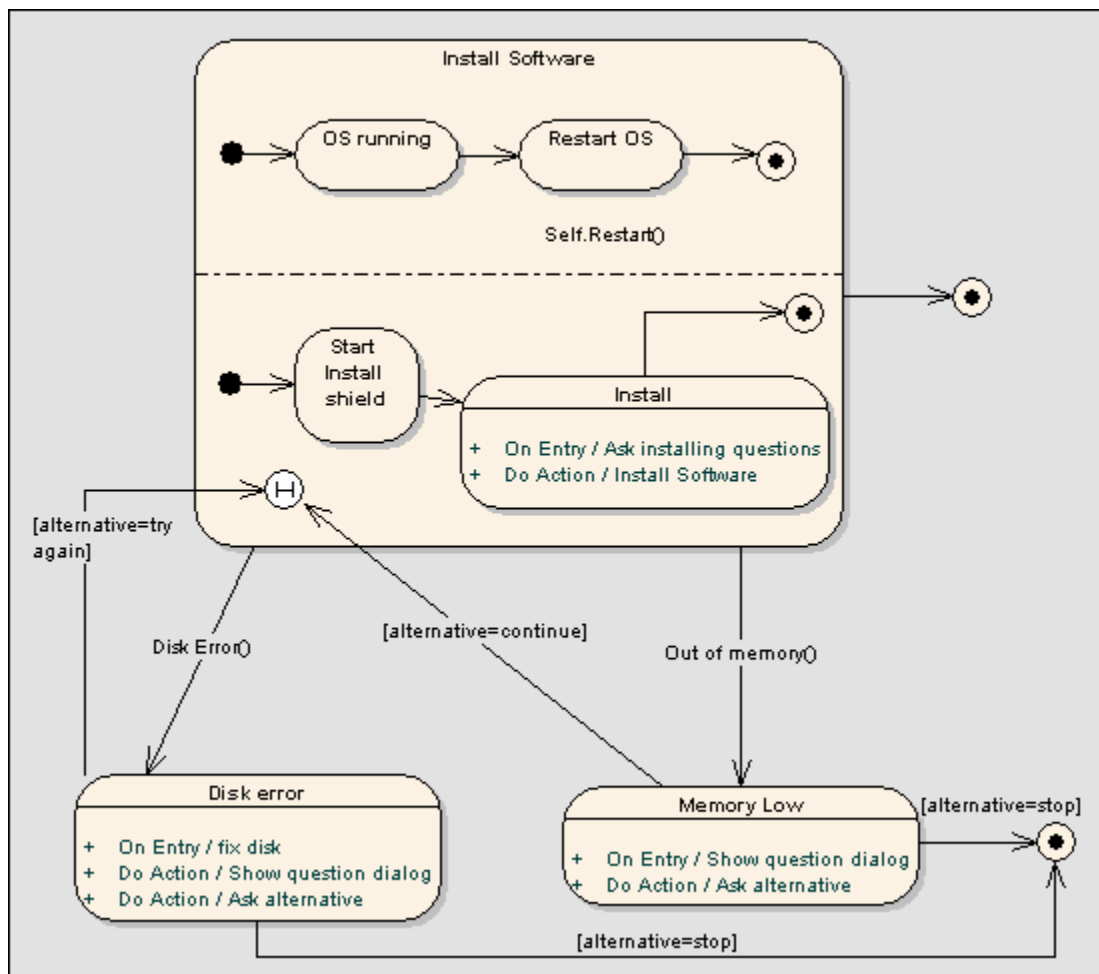 Install Software
OS running
Restart OS
Self.Restart()
Start
Install
shield
Install
+ On Entry / Ask installing questions
+ Do Action / Install Software
H
[alternative=try
again]
Disk Error()
[alternative=continue]
Out of memory()
Disk error
+ On Entry / fix disk
+ Do Action / Show question dialog
+ Do Action / Ask alternative
Memory Low
+ On Entry / Show question dialog
+ Do Action / Ask alternative
[alternative=stop]
[alternative=stop]